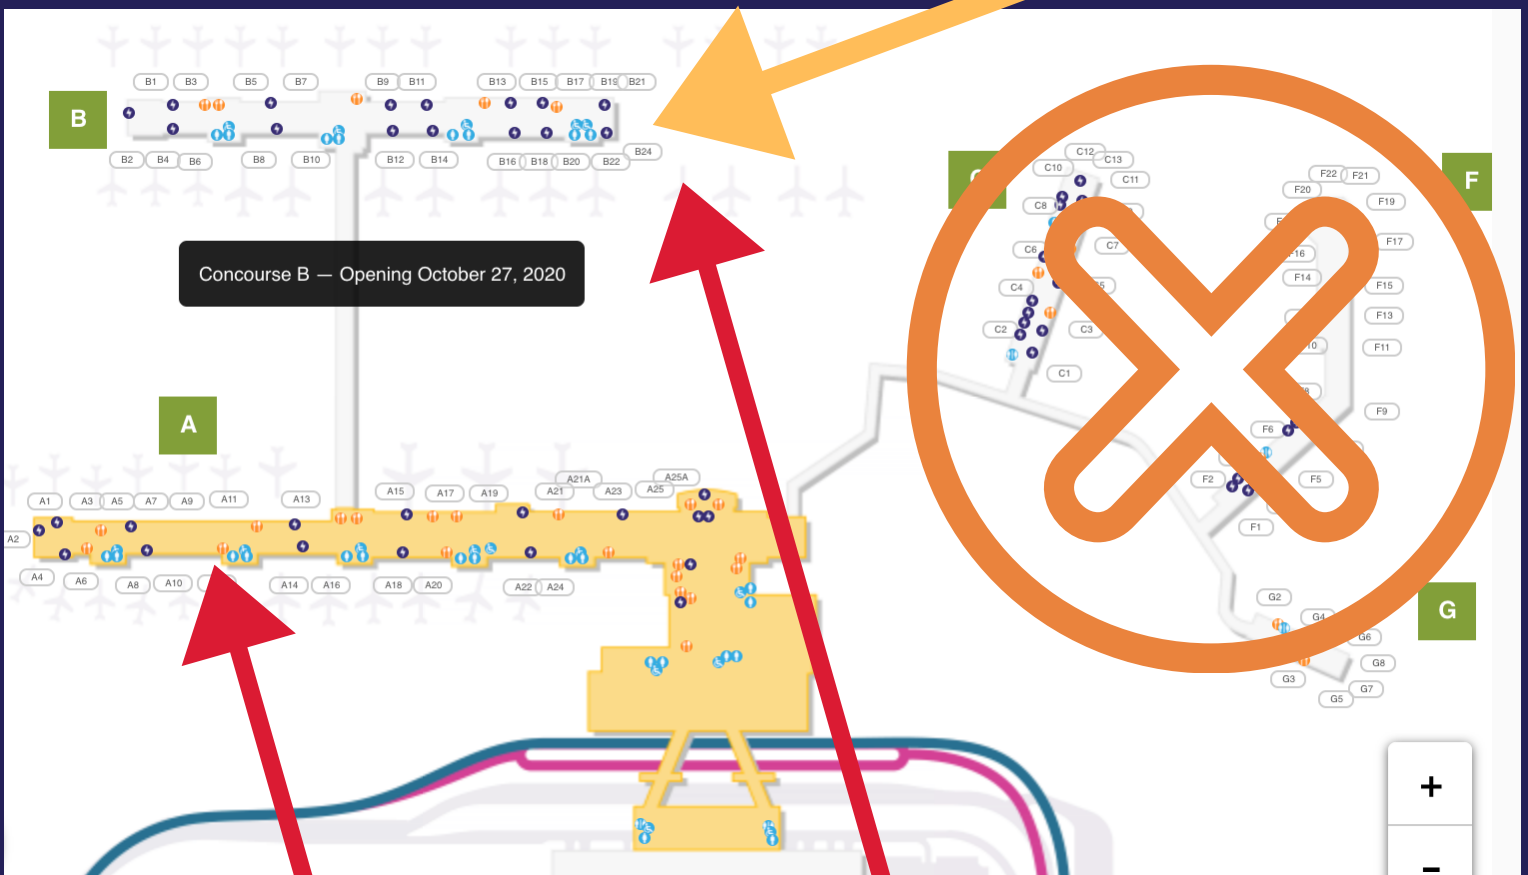 B1 B3 B5 B7 B9 B11 B13 B15 B17 B19 B21
B
B2 B4 B6 B8 B10 B12 B14 B16 B18 B20 B22 B24
Concourse B — Opening October 27, 2020
C12 C13
C10 C11
C8
C6 C7
C4
C2 C3
C1
F
F22 F21
F20 F19
F17
F16
F14 F15
F13
F11
F9
F6
F2 F5
F1
A
A21A A25A
A1 A3 A5 A7 A9 A11 A13 A15 A17 A19 A21 A23 A25
A2
A4 A6 A8 A10 A14 A16 A18 A20 A22 A24
G
G2 G4
G6
G3 G8
G5 G7
+
-